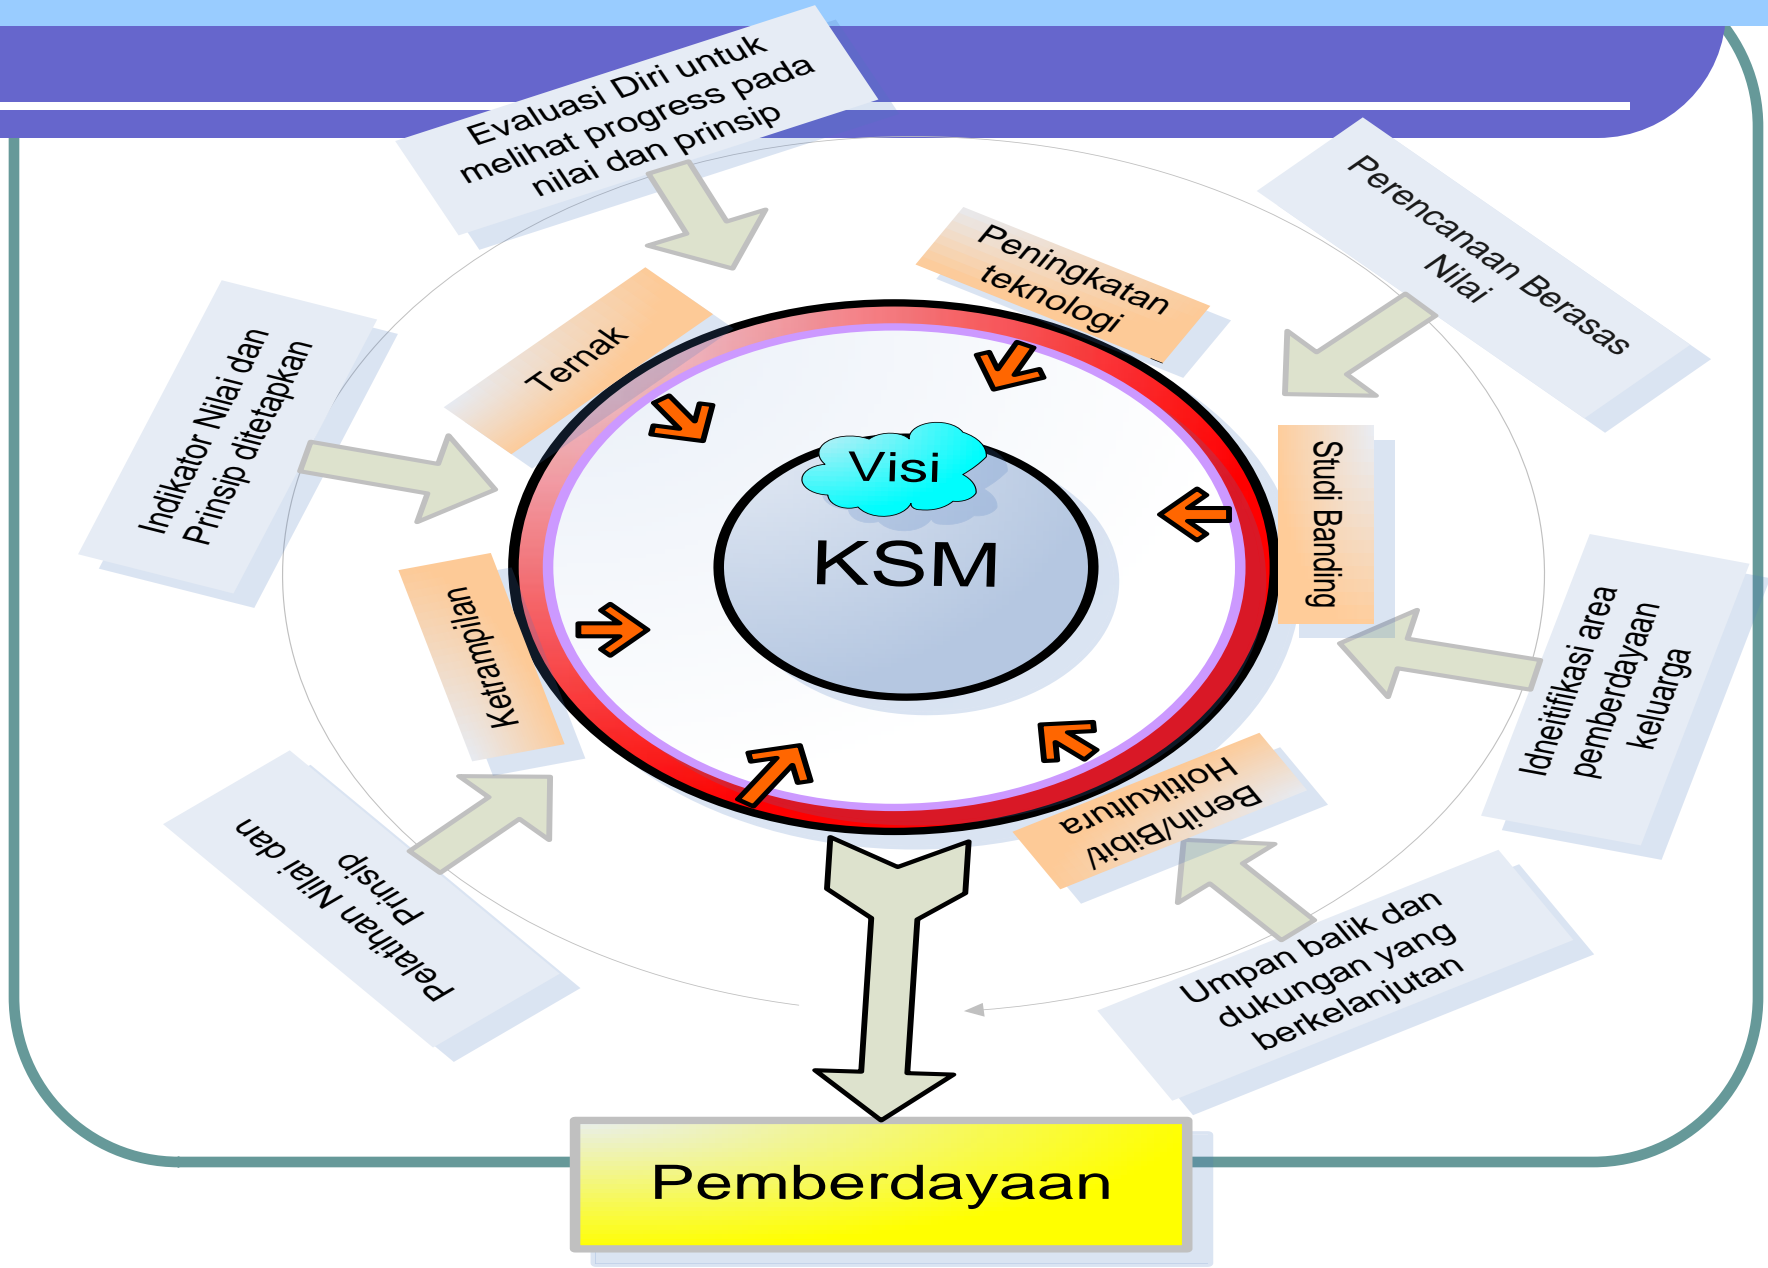 Evaluasi Diri untuk
melihat progress pada
nilai dan prinsip
Perencanaan Berasas
Nilai
Peningkatan
teknologi
Ternak
Indikator Nilai dan
Prinsip ditetapkan
Visi
KSM
Studi Banding
Ketrampilan
Idneitifikasi area
pemberdayaan
keluarga
Benih/Bibit/
Holtikultura
Pelatihan Nilai dan
Prinsip
Umpan balik dan
dukungan yang
berkelanjutan
Pemberdayaan